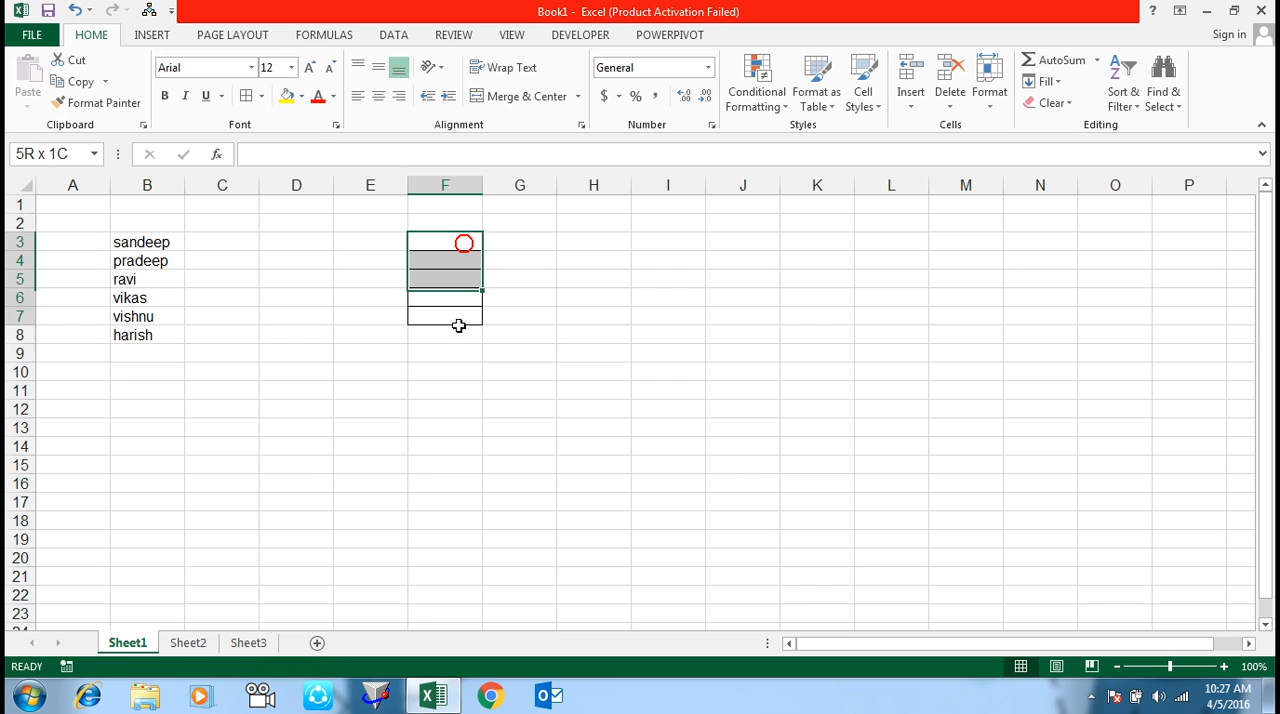 Book1 - Excel (Product Activation Failed)
?
FILE HOME INSERT PAGE LAYOUT FORMULAS DATA REVIEW VIEW DEVELOPER POWERPIVOT Sign in
Paste
Cut
Copy
Format Painter
Clipboard
Arial 12
B I U
Font
Wrap Text
Merge & Center
Alignment
General
$ % ,
Number
Conditional Formatting
Format as Table
Cell Styles
Styles
Insert
Delete
Format
Cells
AutoSum
Fill
Clear
Sort & Filter
Find & Select
Editing
5R x 1C
fx
A B C D E F G H I J K L M N O P
1
2
3 sandeep
4 pradeep
5 ravi
6 vikas
7 vishnu
8 harish
9
10
11
12
13
14
15
16
17
18
19
20
21
22
23
24
Sheet1 Sheet2 Sheet3
READY
100%
10:27 AM
4/5/2016